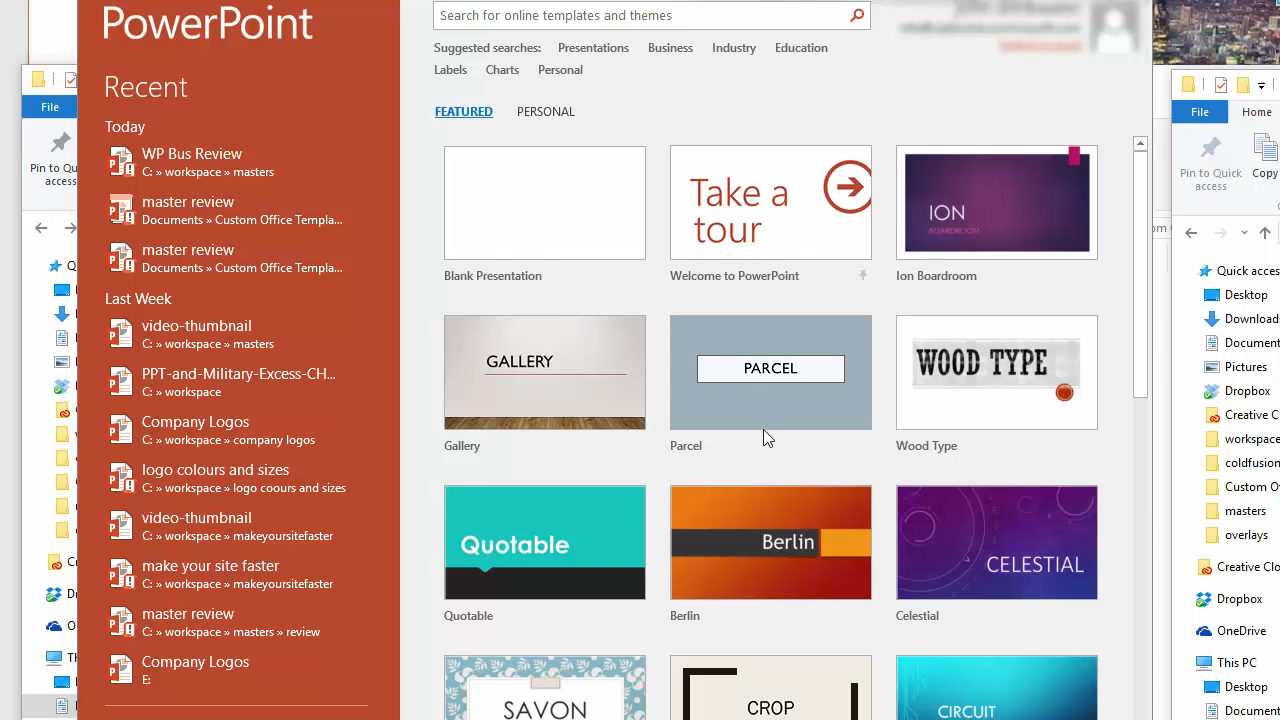 PowerPoint
Recent
Today
WP Bus Review
C: » workspace » masters
master review
Documents » Custom Office Templa...
master review
Documents » Custom Office Templa...
Last Week
video-thumbnail
C: » workspace » masters
PPT-and-Military-Excess-CH...
C: » workspace
Company Logos
C: » workspace » company logos
logo colours and sizes
C: » workspace » logo coours and sizes
video-thumbnail
C: » workspace » makeyoursitefaster
make your site faster
C: » workspace » makeyoursitefaster
master review
C: » workspace » masters » review
Company Logos
E:
Search for online templates and themes
Suggested searches: Presentations Business Industry Education
Labels Charts Personal
FEATURED PERSONAL
Take a
tour
ION
BOARDROOM
Blank Presentation Welcome to PowerPoint Ion Boardroom
GALLERY PARCEL WOOD TYPE
Gallery Parcel Wood Type
Quotable Berlin CELESTIAL
Quotable Berlin Celestial
SAVON CROP CIRCUIT
File
Pin to Quick
access
File Home
Pin to Quick
access
Copy
Quick acces
Desktop
Download
Documen
Pictures
Dropbox
Creative C
workspac
coldfusion
Custom O
masters
overlays
Creative Clo
Dropbox
OneDrive
This PC
Desktop
Documen